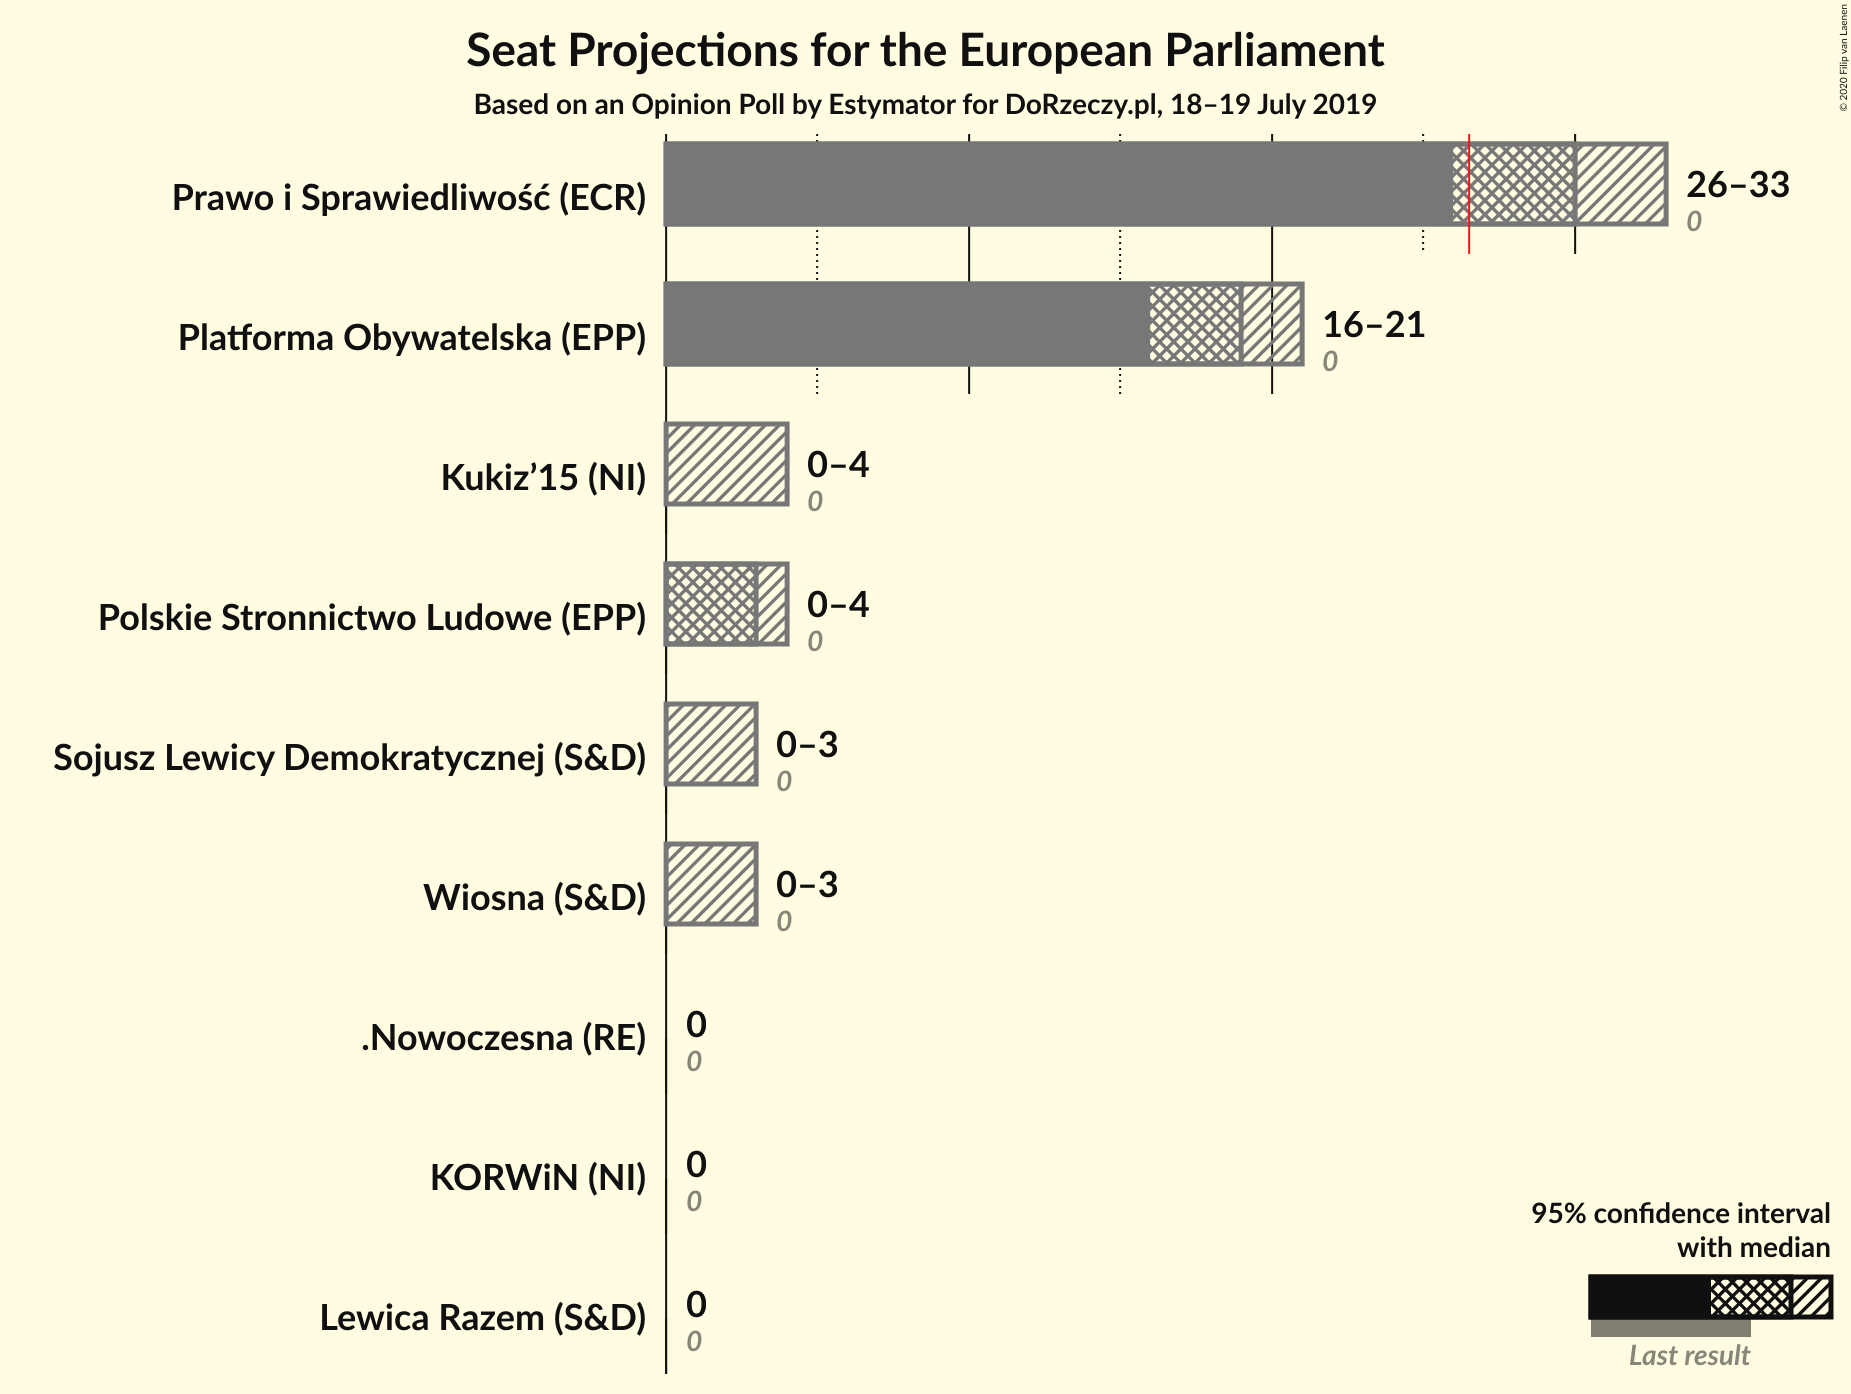 Seat Projections for the European Parliament
Based on an Opinion Poll by Estymator for DoRzeczy.pl, 18–19 July 2019
© 2020 Filip van Laenen
Prawo i Sprawiedliwość (ECR)
26–33
0
Platforma Obywatelska (EPP)
16–21
0
Kukiz’15 (NI)
0–4
0
Polskie Stronnictwo Ludowe (EPP)
0–4
0
Sojusz Lewicy Demokratycznej (S&D)
0–3
0
Wiosna (S&D)
0–3
0
.Nowoczesna (RE)
0
0
KORWiN (NI)
0
0
Lewica Razem (S&D)
0
0
95% confidence interval
with median
Last result